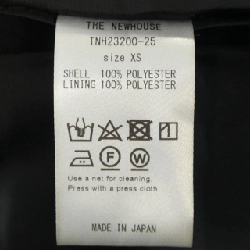 THE NEWHOUSE
TNH23200-25
size XS
SHELL 100% POLYESTER
LINING 100% POLYESTER
F W
Use a net for cleaning.
Press with a press cloth
MADE IN JAPAN